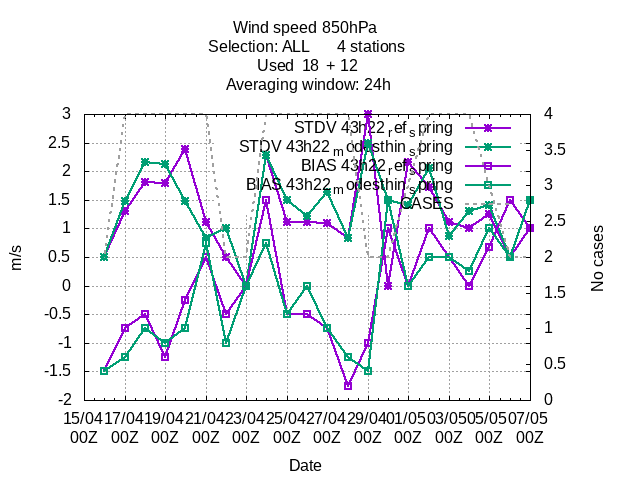 Wind speed 850hPa
Selection: ALL 4 stations
Used 18 + 12
Averaging window: 24h
3 4
STDV 43h22_ref_spring
2.5 3.5
STDV 43h22_modesthin_spring
BIAS 43h22_ref_spring
2 3
BIAS 43h22_modesthin_spring
CASES
1.5 2.5
1
0.5 2
m/s
No cases
0 1.5
-0.5 1
-1
-1.5 0.5
-2 0
15/04 17/04 19/04 21/04 23/04 25/04 27/04 29/04 01/05 03/05 05/05 07/05
00Z 00Z 00Z 00Z 00Z 00Z 00Z 00Z 00Z 00Z 00Z 00Z
Date